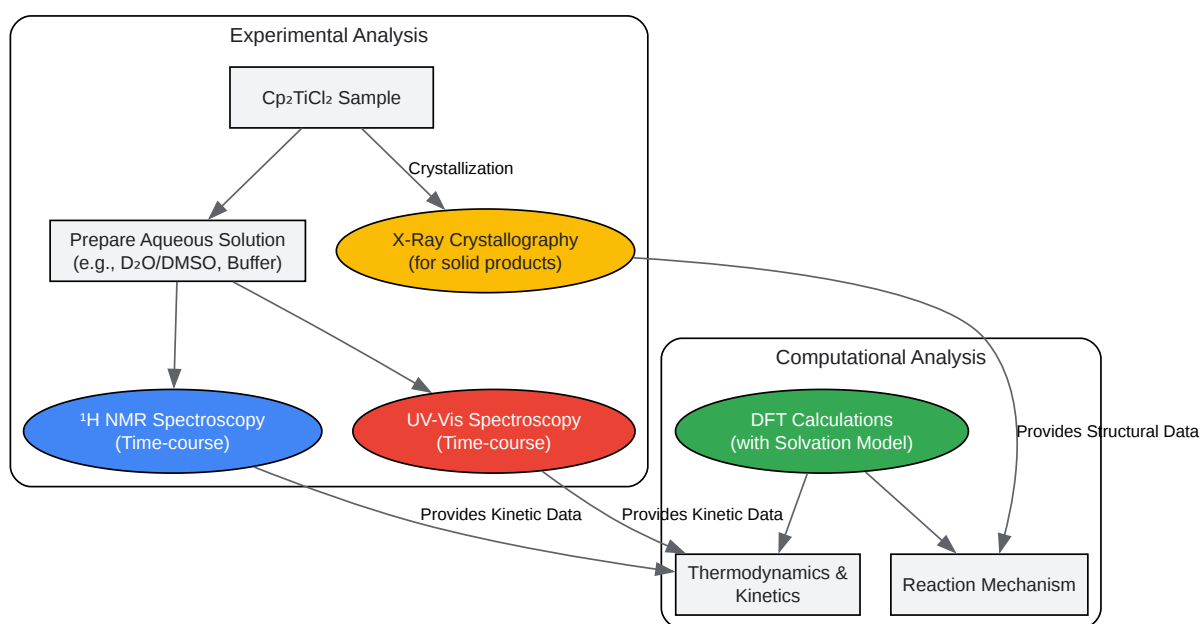 Experimental Analysis
Cp₂TiCl₂ Sample
Crystallization
Prepare Aqueous Solution
(e.g., D₂O/DMSO, Buffer)
X-Ray Crystallography
(for solid products)
Computational Analysis
¹H NMR Spectroscopy
(Time-course)
UV-Vis Spectroscopy
(Time-course)
DFT Calculations
(with Solvation Model)
Provides Structural Data
Provides Kinetic Data
Provides Kinetic Data
Thermodynamics &
Kinetics
Reaction Mechanism